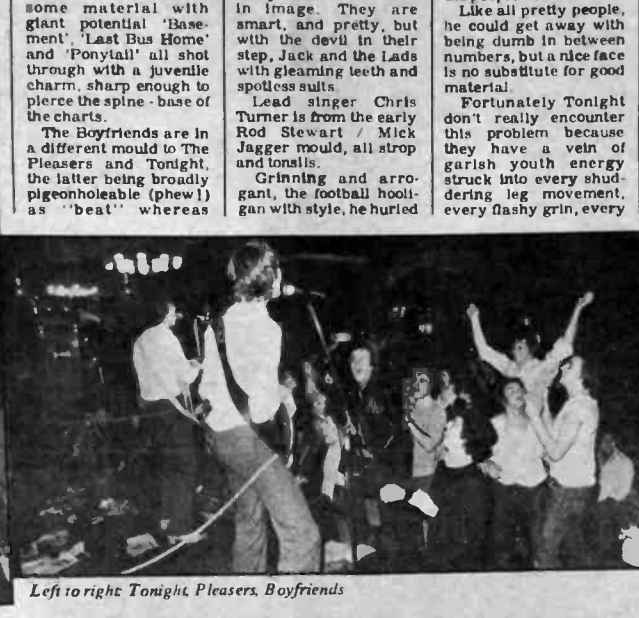 some material with
giant potential 'Base-
ment', 'Last Bus Home'
and 'Ponytail' all shot
through with a juvenile
charm, sharp enough to
pierce the spine - base of
the charts.
The Boyfriends are in
a different mould to The
Pleasers and Tonight,
the latter being broadly
pigeonholeable (phew!)
as "beat" whereas
in image. They are
smart, and pretty, but
with the devil in their
step, Jack and the Lads
with gleaming teeth and
spotless suits.
Lead singer Chris
Turner is from the early
Rod Stewart / Mick
Jagger mould, all strop
and tonsils.
Grinning and arro-
gant, the football hooli-
gan with style, he hurled
Like all pretty people,
he could get away with
being dumb in between
numbers, but a nice face
is no substitute for good
material.
Fortunately Tonight
don't really encounter
this problem because
they have a vein of
garish youth energy
struck into every shud-
dering leg movement,
every flashy grin, every
Left to right: Tonight, Pleasers, Boyfriends